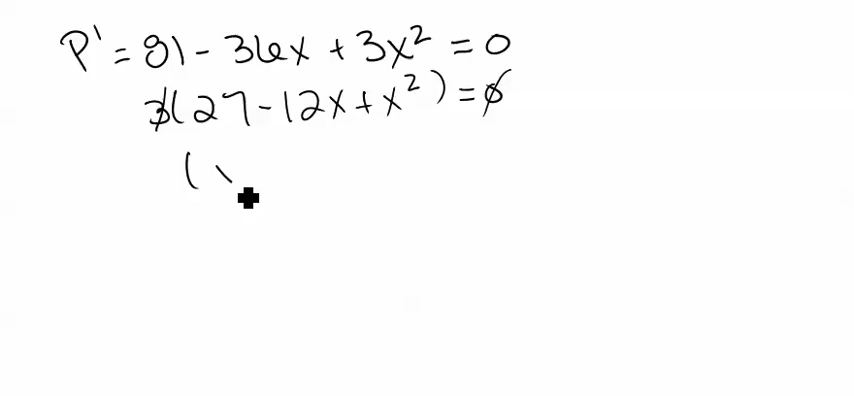 P' = 81 - 36x + 3x² = 0
3(27 - 12x + x²) = 0
( \